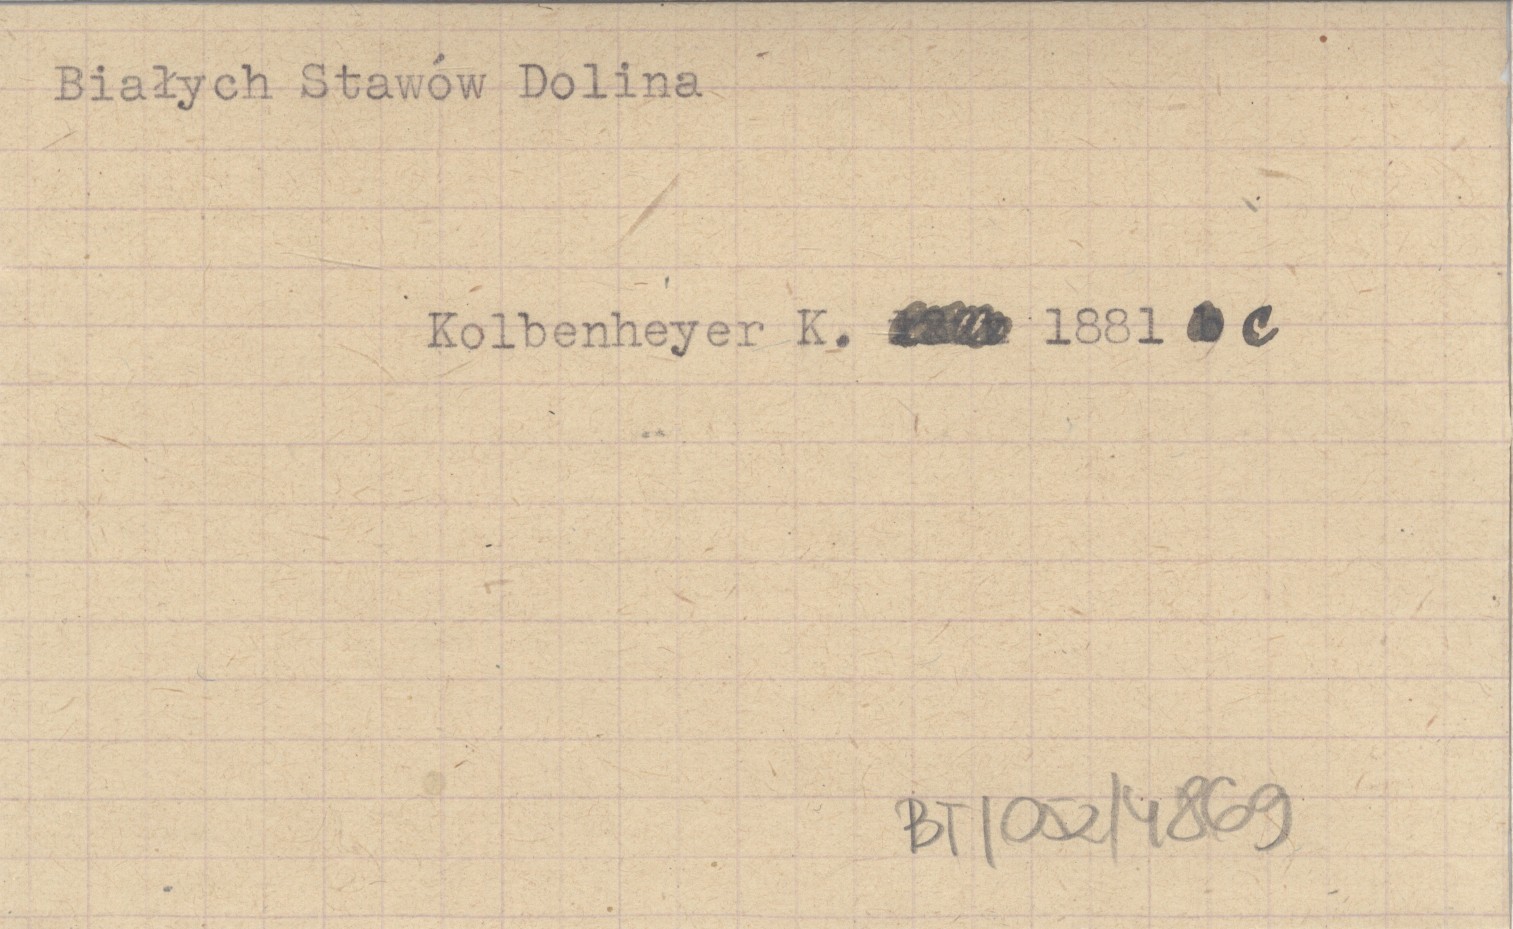 Białych Stawów Dolina
Kolbenheyer K. 1881 c
BT/052/4869